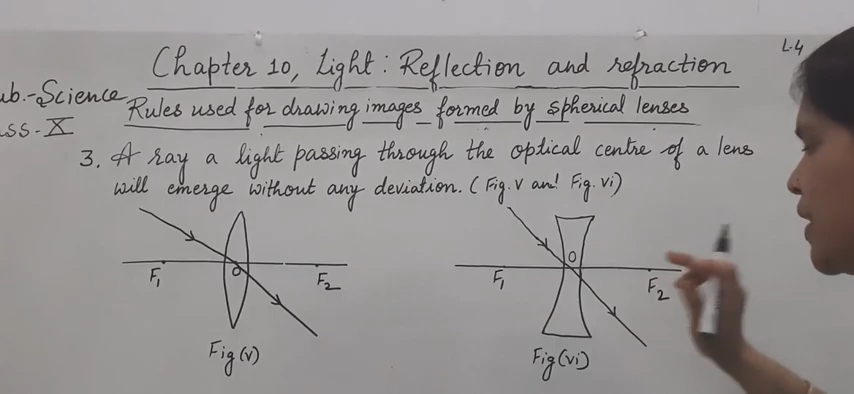 L-4
Chapter 10, Light: Reflection and refraction
ub.-Science
Rules used for drawing images formed by spherical lenses
ss-X
3. A ray a light passing through the optical centre of a lens
will emerge without any deviation. (Fig. V and Fig. Vi)
F1 O F2
F1 O F2
Fig(V)
Fig(Vi)